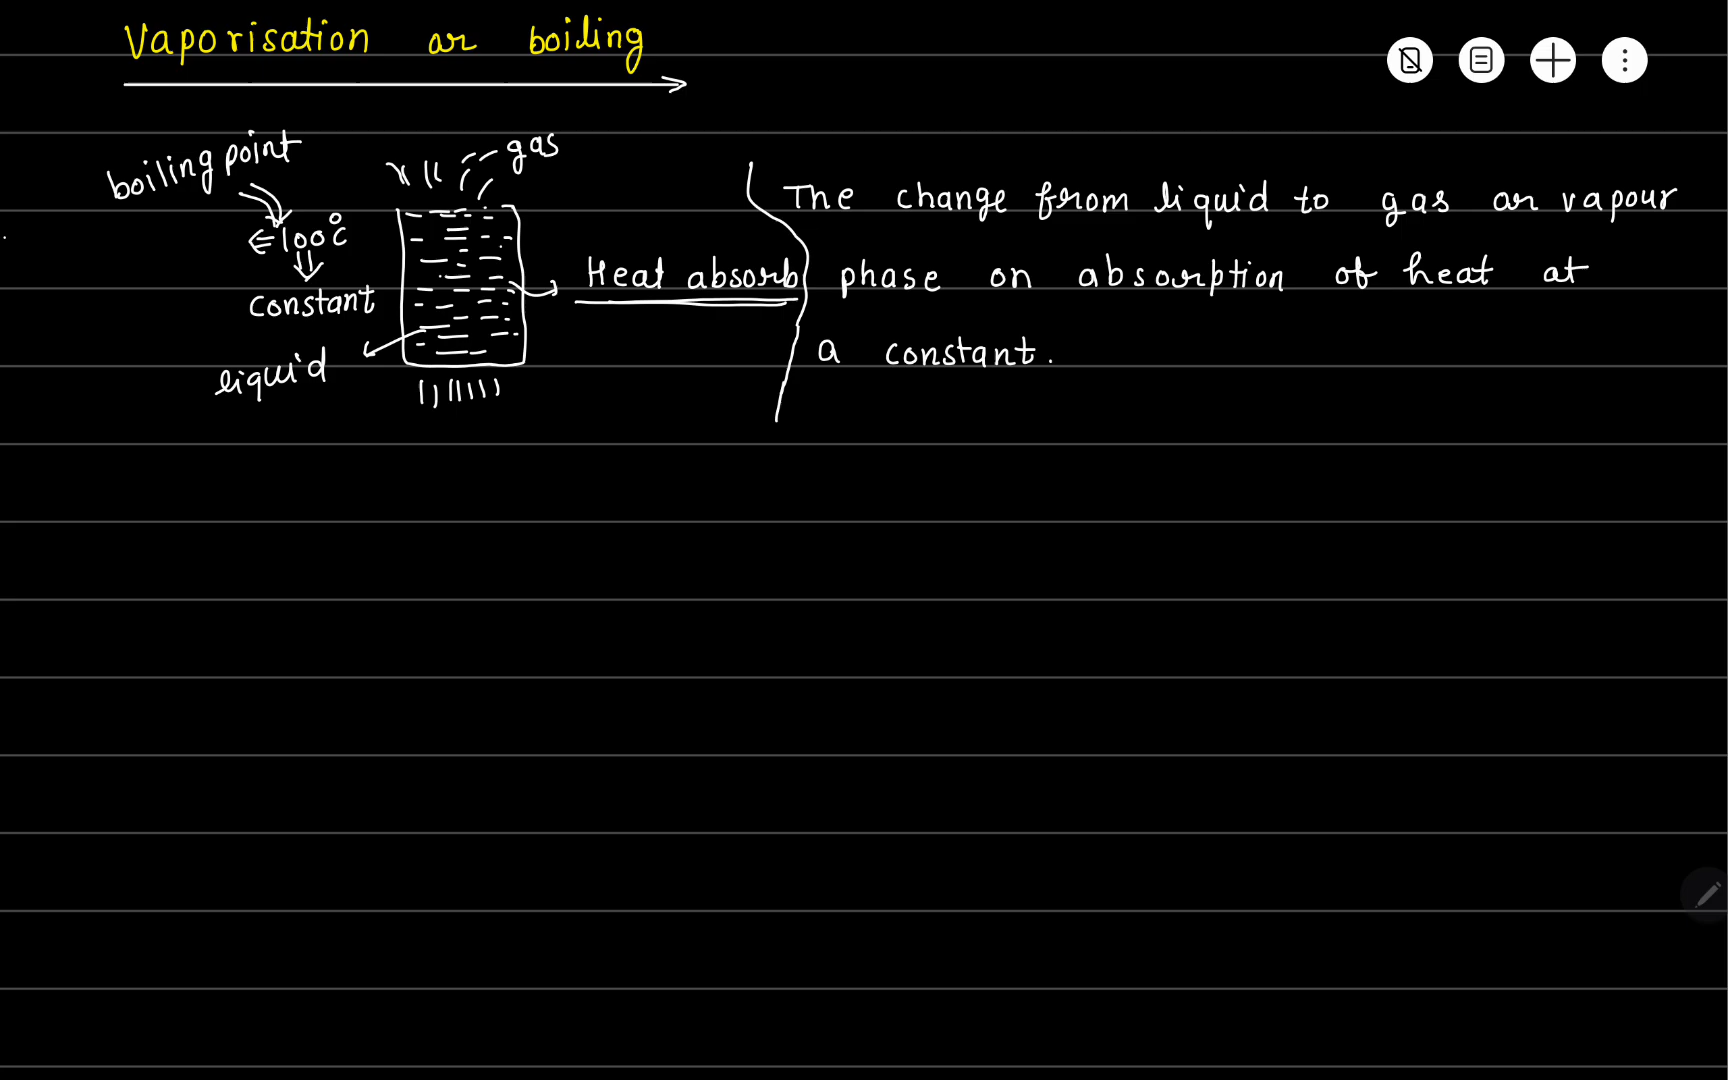 Vaporisation or boiling
boiling point
gas
100°C
constant
liquid
Heat absorb
The change from liquid to gas or vapour
phase on absorption of heat at
a constant.